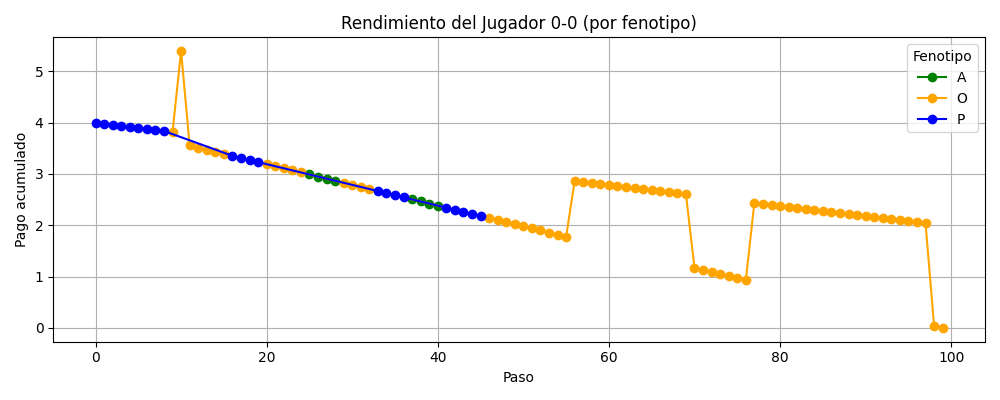 Rendimiento del Jugador 0-0 (por fenotipo)
Pago acumulado
5
4
3
2
1
0
Fenotipo
A
O
P
0 20 40 60 80 100
Paso